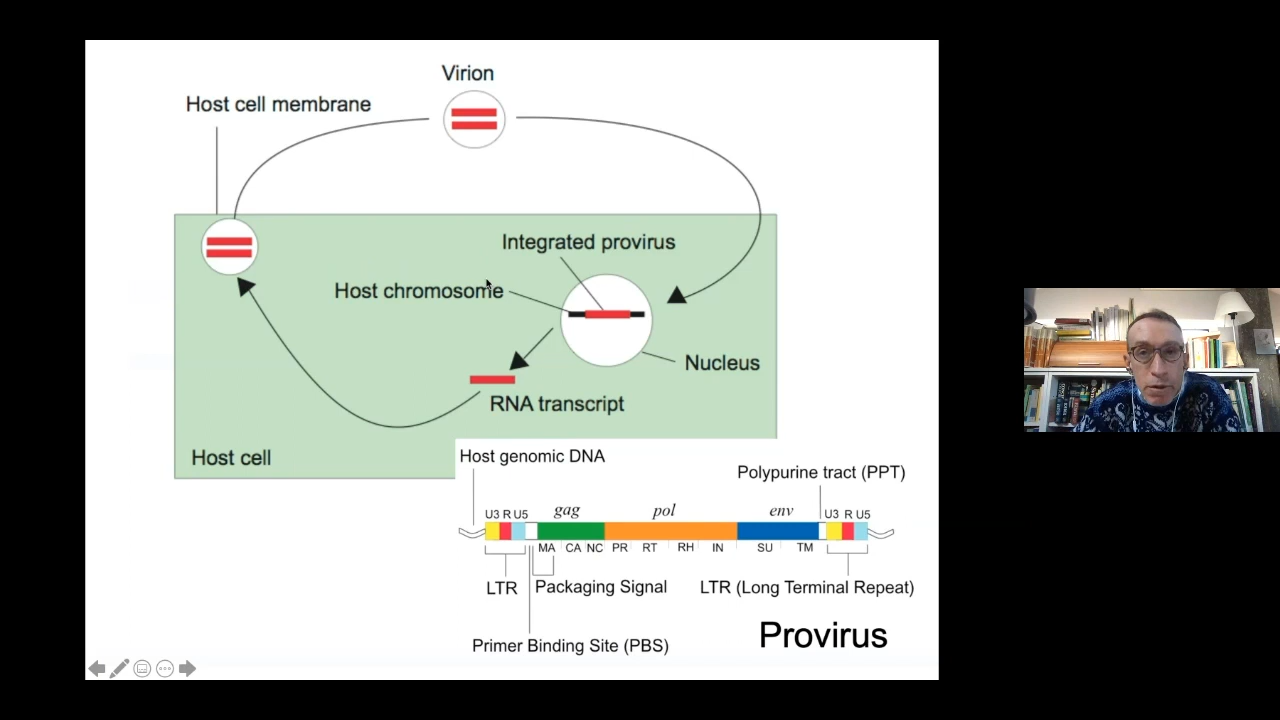 Virion
Host cell membrane
Integrated provirus
Host chromosome
Nucleus
RNA transcript
Host cell
Host genomic DNA
Polypurine tract (PPT)
U3 R U5 gag pol env U3 R U5
MA CA NC PR RT RH IN SU TM
LTR Packaging Signal LTR (Long Terminal Repeat)
Provirus
Primer Binding Site (PBS)